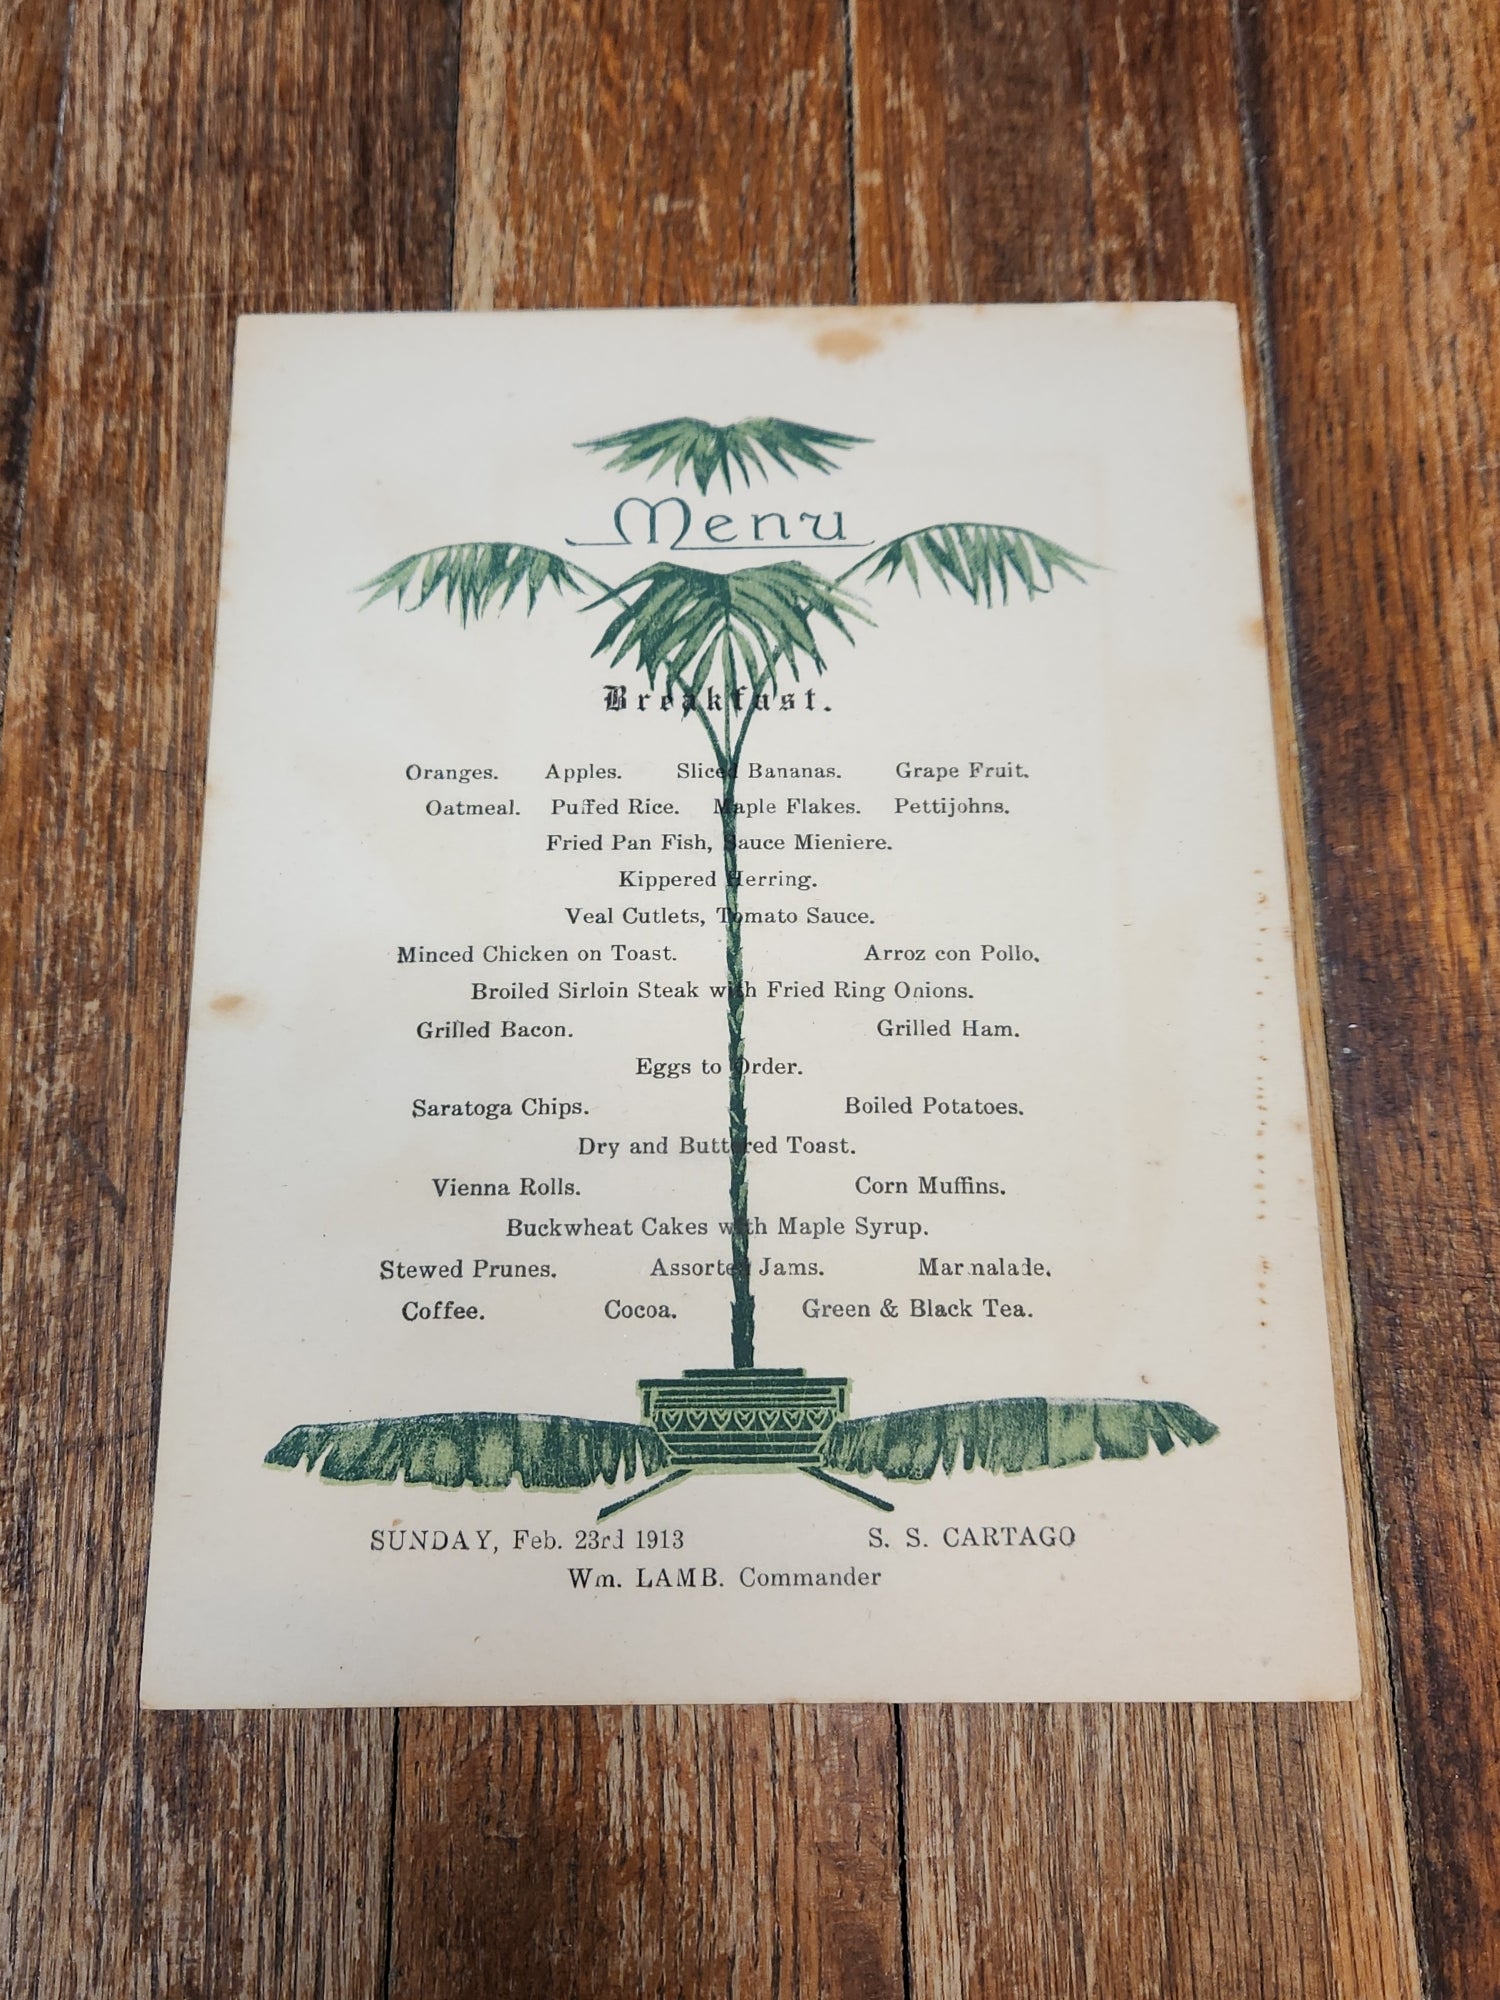 Menu
Breakfast.
Oranges. Apples. Sliced Bananas. Grape Fruit.
Oatmeal. Puffed Rice. Maple Flakes. Pettijohns.
Fried Pan Fish, Sauce Mieniere.
Kippered Herring.
Veal Cutlets, Tomato Sauce.
Minced Chicken on Toast. Arroz con Pollo.
Broiled Sirloin Steak with Fried Ring Onions.
Grilled Bacon. Grilled Ham.
Eggs to Order.
Saratoga Chips. Boiled Potatoes.
Dry and Buttered Toast.
Vienna Rolls. Corn Muffins.
Buckwheat Cakes with Maple Syrup.
Stewed Prunes. Assorted Jams. Marmalade.
Coffee. Cocoa. Green & Black Tea.
SUNDAY, Feb. 23rd 1913 S. S. CARTAGO
Wm. LAMB. Commander